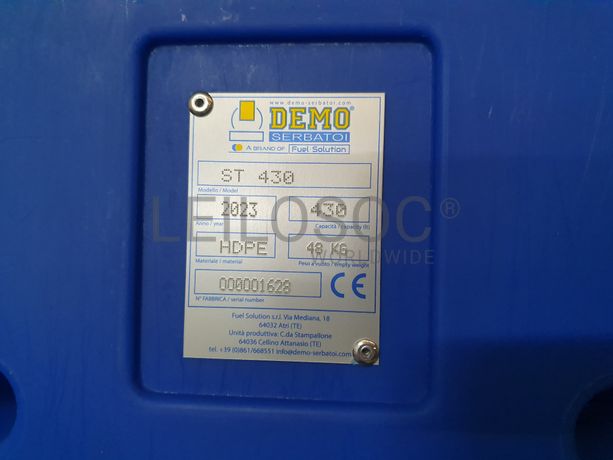 www.demo-serbatoi.com
DEMO®
SERBATOI
A BRAND OF Fuel Solution
ST 430
Modello / Model
2023 430
Anno / year Capacità / capacity (lt)
LEILOSOC®
WORLDWIDE
HDPE 48 KG
Materiale / material Peso a vuoto / empty weight
000001628 CE
N° FABBRICA / serial number
Fuel Solution s.r.l. Via Mediana, 18
64032 Atri (TE)
Unità produttiva: C.da Stampallone
64036 Cellino Attanasio (TE)
tel. +39 (0)861/668551 info@demo-serbatoi.com